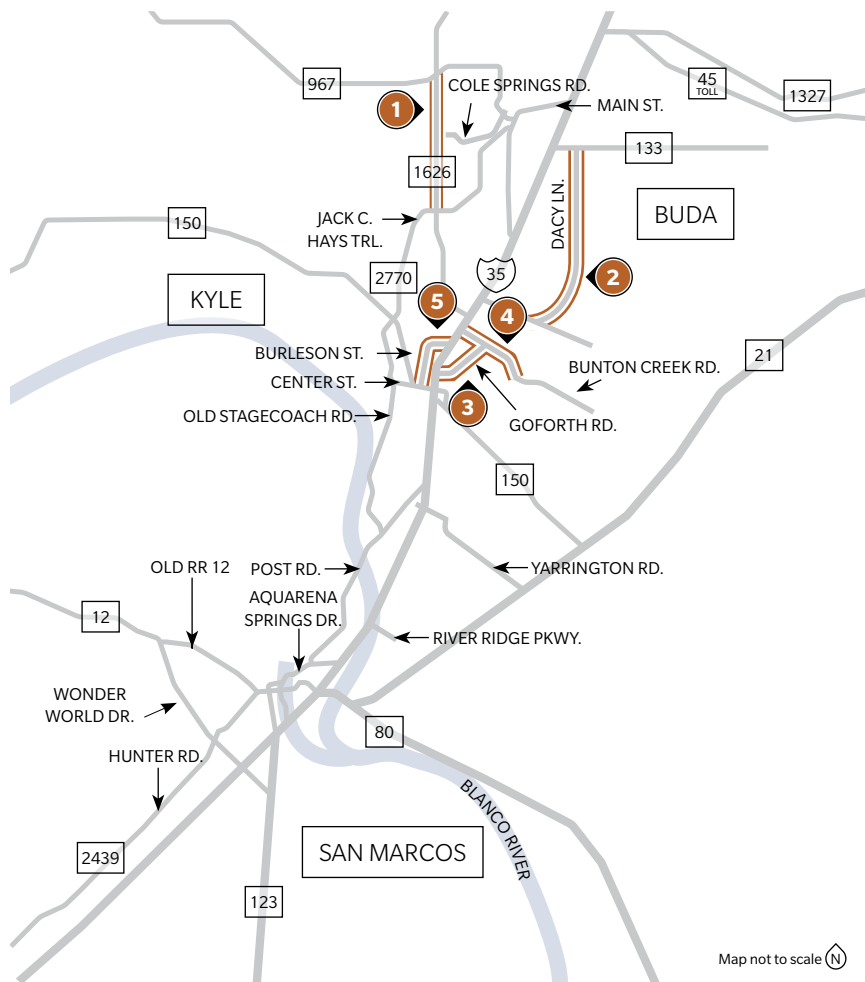 967
COLE SPRINGS RD.
45
TOLL
1327
1
MAIN ST.
133
1626
DACY LN.
BUDA
150
JACK C.
HAYS TRL.
2770
35
2
KYLE
5
4
BURLESON ST.
21
CENTER ST.
BUNTON CREEK RD.
3
OLD STAGECOACH RD.
GOFORTH RD.
150
OLD RR 12
POST RD.
YARRINGTON RD.
AQUARENA
SPRINGS DR.
12
RIVER RIDGE PKWY.
WONDER
WORLD DR.
80
HUNTER RD.
BLANCO RIVER
SAN MARCOS
2439
123
Map not to scale N